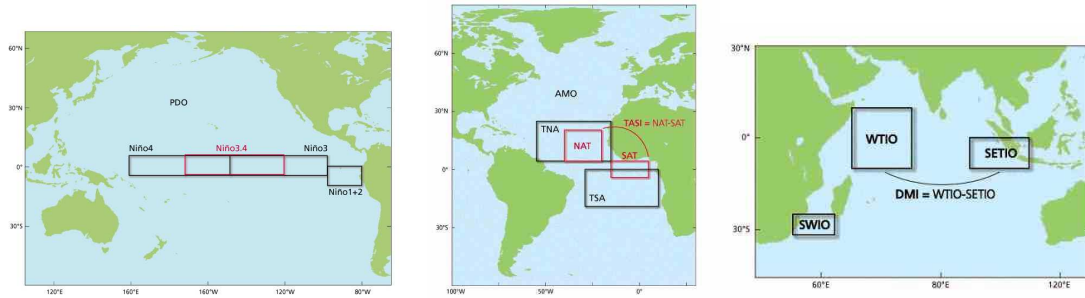 60°N
30°N
0°N
30°S
PDO
Niño4
Niño3.4
Niño3
Niño1+2
120°E
160°E
160°W
120°W
80°W
75°N
60°N
30°N
0°N
30°S
AMO
TNA
TASI = NAT-SAT
NAT
SAT
TSA
100°W
50°W
0°
30°N
0°
30°S
WTIO
SETIO
DMI = WTIO-SETIO
SWIO
60°E
80°E
120°E